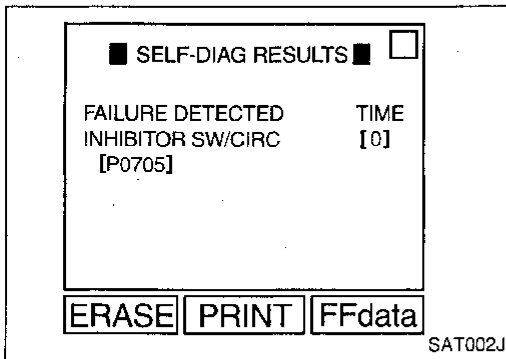 SELF-DIAG RESULTS
FAILURE DETECTED TIME
INHIBITOR SW/CIRC [0]
[P0705]
ERASE PRINT FFdata
SAT002J